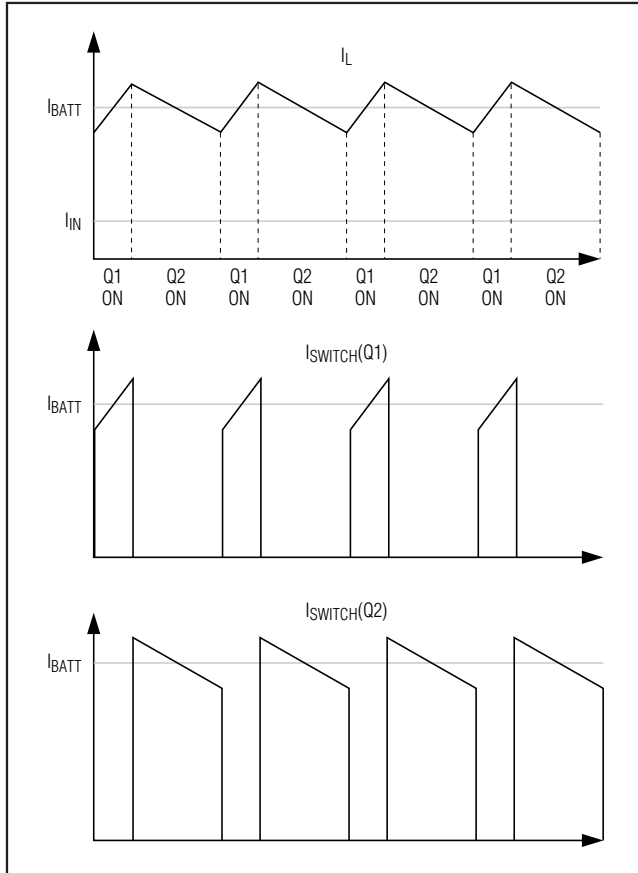 IL
IBATT
IIN
Q1 Q2 Q1 Q2 Q1 Q2 Q1 Q2
ON ON ON ON ON ON ON ON
ISWITCH(Q1)
IBATT
ISWITCH(Q2)
IBATT